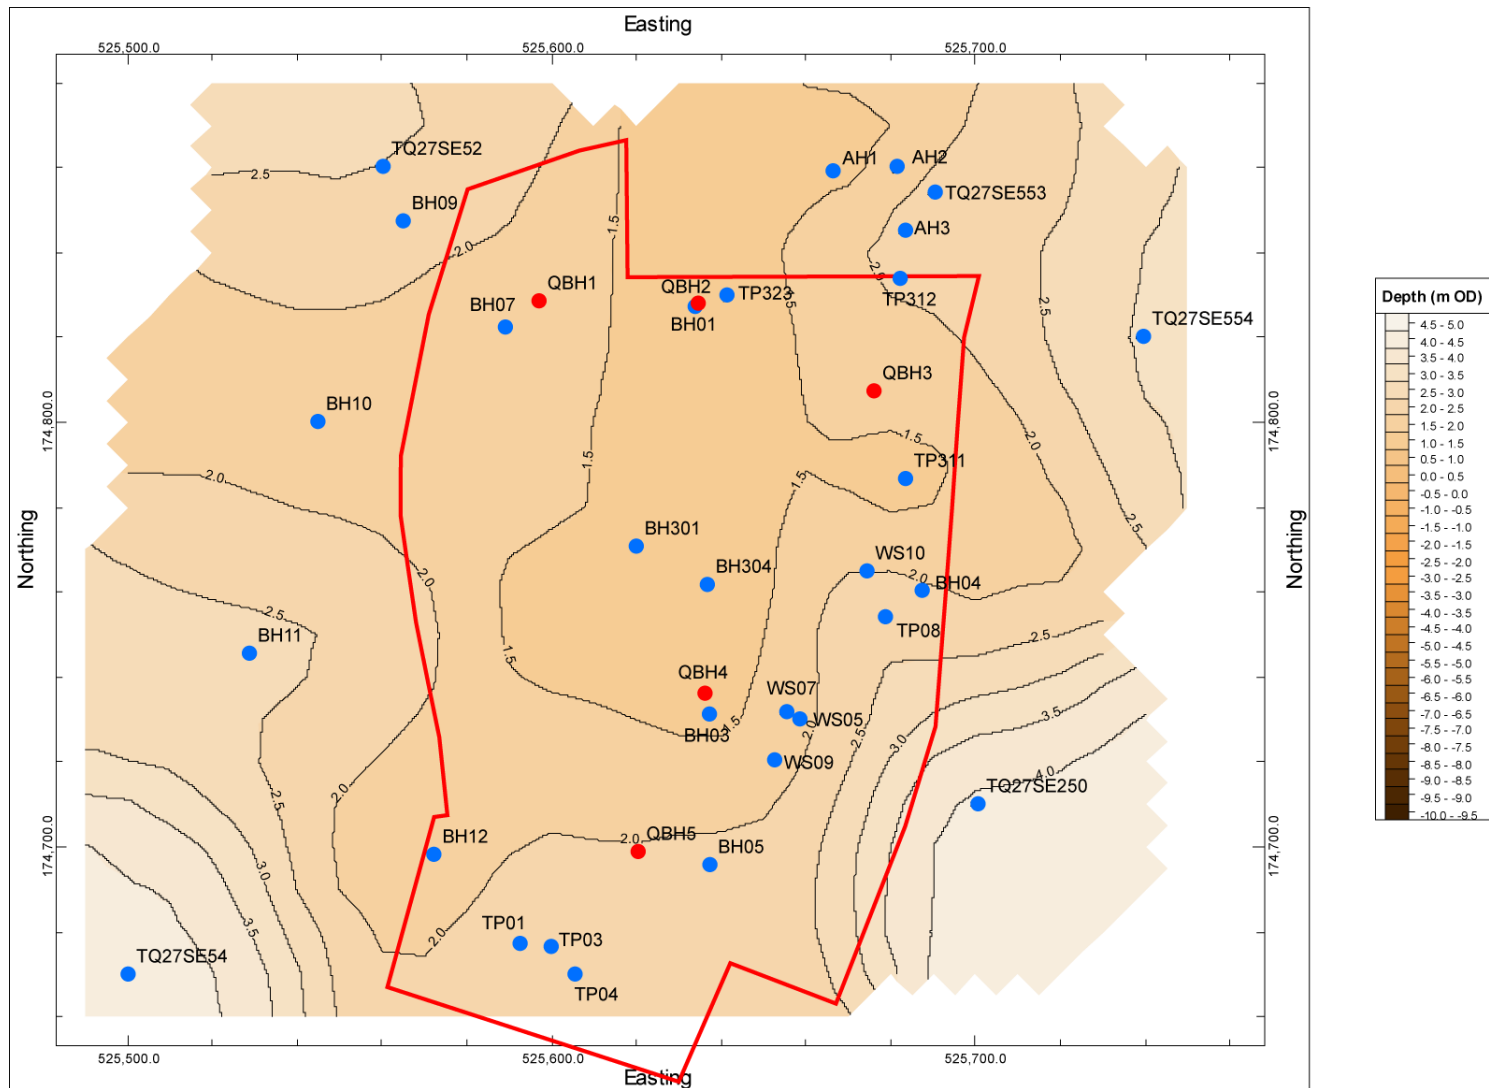 Easting
525,500.0 525,600.0 525,700.0
TQ27SE52
AH1 AH2
2.5
TQ27SE553
BH09
AH3
1.5
2.0
2.0
QBH1 QBH2 TP323 TP312
BH07 BH01
1.5
2.5
TQ27SE554
QBH3
BH10
174,800.0 174,800.0
1.5
2.0
1.5
TP311
2.0
1.5
2.0
Northing Northing
2.5
BH301
WS10
BH304
2.0
2.0 BH04
2.5
TP08
BH11
2.5
1.5
QBH4
WS07
3.5
1.5
WS05
2.0
2.5
BH03
3.0
WS09
4.0
TQ27SE250
2.0
2.5
BH12 2.0 QBH5 BH05
174,700.0 174,700.0
3.0
3.5
2.0
TP01
TP03
TQ27SE54
TP04
525,500.0 525,600.0 525,700.0
Easting
Depth (m OD)
4.5 - 5.0
4.0 - 4.5
3.5 - 4.0
3.0 - 3.5
2.5 - 3.0
2.0 - 2.5
1.5 - 2.0
1.0 - 1.5
0.5 - 1.0
0.0 - 0.5
-0.5 - 0.0
-1.0 - -0.5
-1.5 - -1.0
-2.0 - -1.5
-2.5 - -2.0
-3.0 - -2.5
-3.5 - -3.0
-4.0 - -3.5
-4.5 - -4.0
-5.0 - -4.5
-5.5 - -5.0
-6.0 - -5.5
-6.5 - -6.0
-7.0 - -6.5
-7.5 - -7.0
-8.0 - -7.5
-8.5 - -8.0
-9.0 - -8.5
-9.5 - -9.0
-10.0 - -9.5